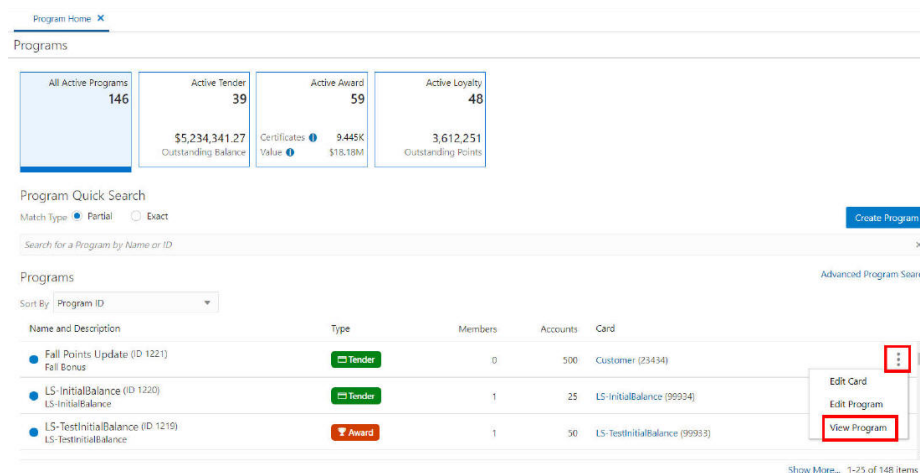 Program Home ×
Programs
All Active Programs
146
Active Tender
39
$5,234,341.27
Outstanding Balance
Active Award
59
Certificates 9.445K
Value $18.18M
Active Loyalty
48
3,612,251
Outstanding Points
Program Quick Search
Match Type Partial Exact
Create Program
Search for a Program by Name or ID
Programs
Advanced Program Sear
Sort By Program ID
Name and Description Type Members Accounts Card
Fall Points Update (ID 1221) Tender 0 500 Customer (23434)
Fall Bonus
Edit Card
LS-InitialBalance (ID 1220) Tender 1 25 LS-InitialBalance (99934)
LS-InitialBalance
Edit Program
LS-TestInitialBalance (ID 1219) Award 1 50 LS-TestInitialBalance (99933)
LS-TestInitialBalance
View Program
Show More... 1-25 of 148 items